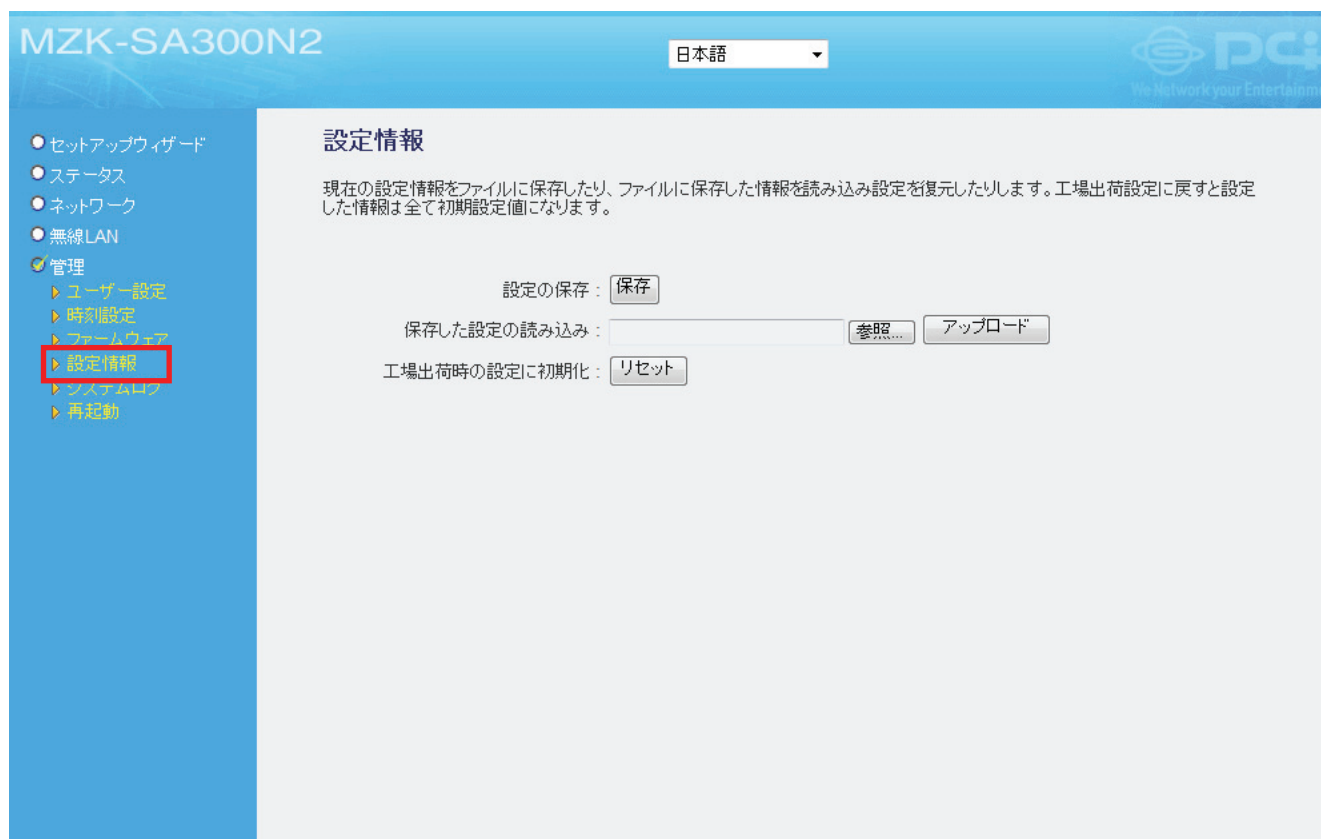 MZK-SA300N2
日本語
PCi
We Network your Entertainm
セットアップウィザード
ステータス
ネットワーク
無線LAN
管理
ユーザー設定
時刻設定
ファームウェア
設定情報
システムログ
再起動
設定情報
現在の設定情報をファイルに保存したり、ファイルに保存した情報を読み込み設定を復元したりします。工場出荷設定に戻すと設定
した情報は全て初期設定値になります。
設定の保存 : 保存
保存した設定の読み込み : 参照... アップロード
工場出荷時の設定に初期化 : リセット